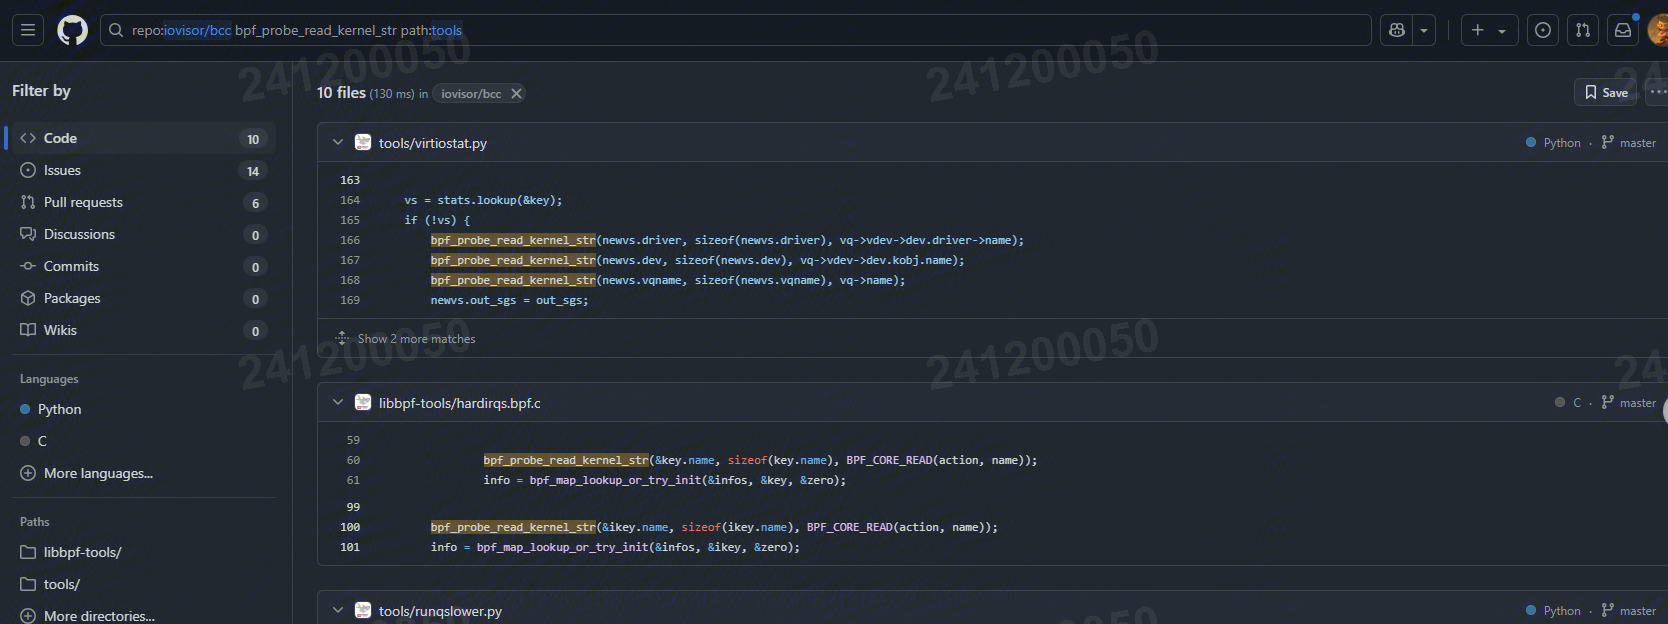 repo:iovisor/bcc bpf_probe_read_kernel_str path:tools
Filter by
Code 10
Issues 14
Pull requests 6
Discussions 0
Commits 0
Packages 0
Wikis 0
Languages
Python
C
More languages...
Paths
libbpf-tools/
tools/
More directories...
10 files (130 ms) in iovisor/bcc
Save
tools/virtiostat.py Python · master
163
164 vs = stats.lookup(&key);
165 if (!vs) {
166 bpf_probe_read_kernel_str(newvs.driver, sizeof(newvs.driver), vq->vdev->dev.driver->name);
167 bpf_probe_read_kernel_str(newvs.dev, sizeof(newvs.dev), vq->vdev->dev.kobj.name);
168 bpf_probe_read_kernel_str(newvs.vqname, sizeof(newvs.vqname), vq->name);
169 newvs.out_sgs = out_sgs;
Show 2 more matches
libbpf-tools/hardirqs.bpf.c C · master
59
60 bpf_probe_read_kernel_str(&key.name, sizeof(key.name), BPF_CORE_READ(action, name));
61 info = bpf_map_lookup_or_try_init(&infos, &key, &zero);
99
100 bpf_probe_read_kernel_str(&ikey.name, sizeof(ikey.name), BPF_CORE_READ(action, name));
101 info = bpf_map_lookup_or_try_init(&infos, &ikey, &zero);
tools/runqslower.py Python · master
241200050
241200050
241200050
241200050